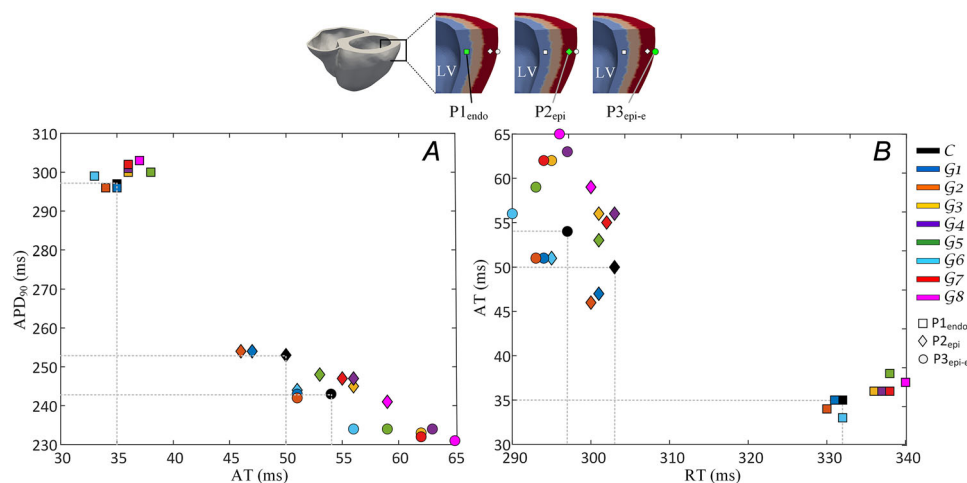 LV LV LV
P1endo P2epi P3epi-e
A
APD90 (ms)
310
300
290
280
270
260
250
240
230
30 35 40 45 50 55 60 65
AT (ms)
B
AT (ms)
65
60
55
50
45
40
35
30
290 300 310 320 330 340
RT (ms)
C
G1
G2
G3
G4
G5
G6
G7
G8
P1endo
P2epi
P3epi-e